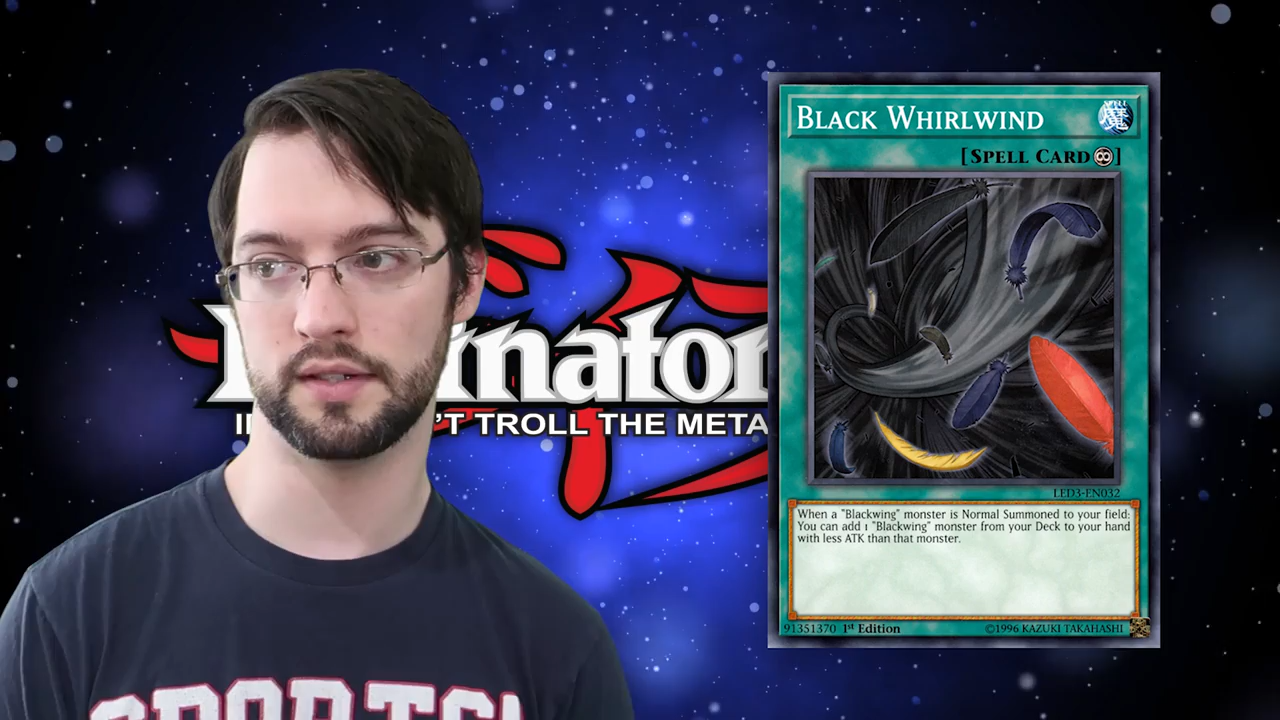 inator
I 'T TROLL THE META
SPORTS!
BLACK WHIRLWIND
[SPELL CARD]
LED3-EN032
When a "Blackwing" monster is Normal Summoned to your field:
You can add 1 "Blackwing" monster from your Deck to your hand
with less ATK than that monster.
91351370 1st Edition ©1996 KAZUKI TAKAHASHI